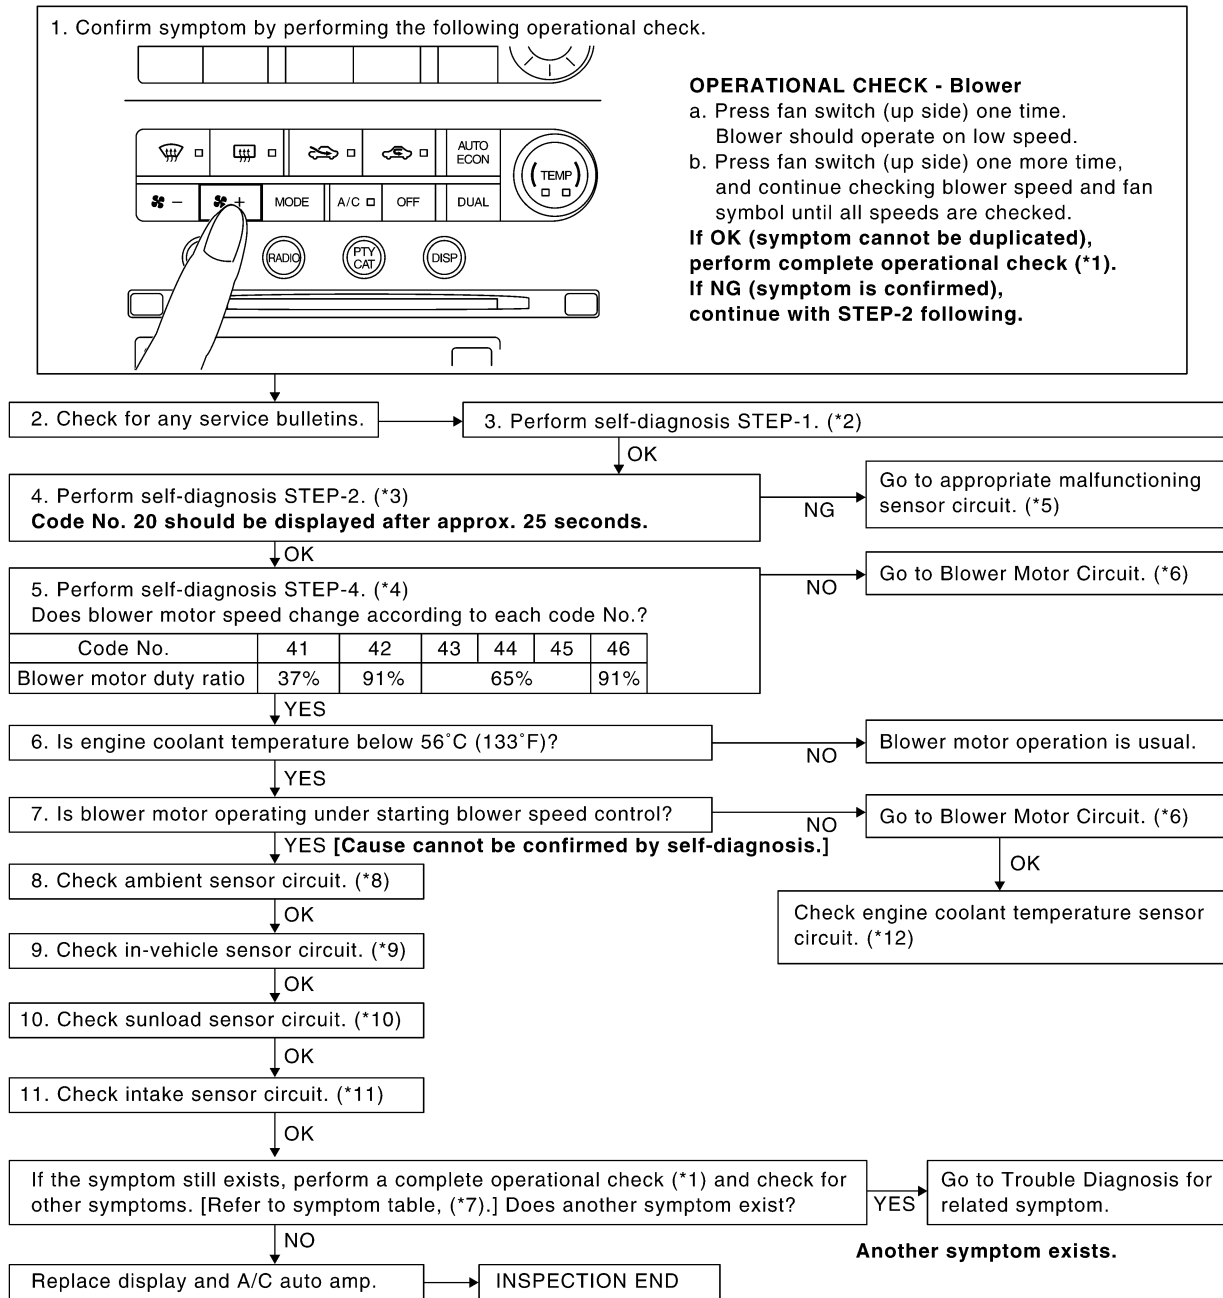 1. Confirm symptom by performing the following operational check.
AUTO
ECON
TEMP
−
+
MODE
A/C
OFF
DUAL
RADIO
PTY
CAT
DISP
OPERATIONAL CHECK - Blower
a. Press fan switch (up side) one time.
Blower should operate on low speed.
b. Press fan switch (up side) one more time,
and continue checking blower speed and fan
symbol until all speeds are checked.
If OK (symptom cannot be duplicated),
perform complete operational check (*1).
If NG (symptom is confirmed),
continue with STEP-2 following.
2. Check for any service bulletins.
3. Perform self-diagnosis STEP-1. (*2)
OK
4. Perform self-diagnosis STEP-2. (*3)
Code No. 20 should be displayed after approx. 25 seconds.
NG
Go to appropriate malfunctioning
sensor circuit. (*5)
OK
5. Perform self-diagnosis STEP-4. (*4)
Does blower motor speed change according to each code No.?
NO
Go to Blower Motor Circuit. (*6)
Code No. 41 42 43 44 45 46
Blower motor duty ratio 37% 91% 65% 91%
YES
6. Is engine coolant temperature below 56˚C (133˚F)?
NO
Blower motor operation is usual.
YES
7. Is blower motor operating under starting blower speed control?
NO
Go to Blower Motor Circuit. (*6)
YES [Cause cannot be confirmed by self-diagnosis.]
OK
Check engine coolant temperature sensor
circuit. (*12)
8. Check ambient sensor circuit. (*8)
OK
9. Check in-vehicle sensor circuit. (*9)
OK
10. Check sunload sensor circuit. (*10)
OK
11. Check intake sensor circuit. (*11)
OK
If the symptom still exists, perform a complete operational check (*1) and check for
other symptoms. [Refer to symptom table, (*7).] Does another symptom exist?
YES
Go to Trouble Diagnosis for
related symptom.
Another symptom exists.
NO
Replace display and A/C auto amp.
INSPECTION END